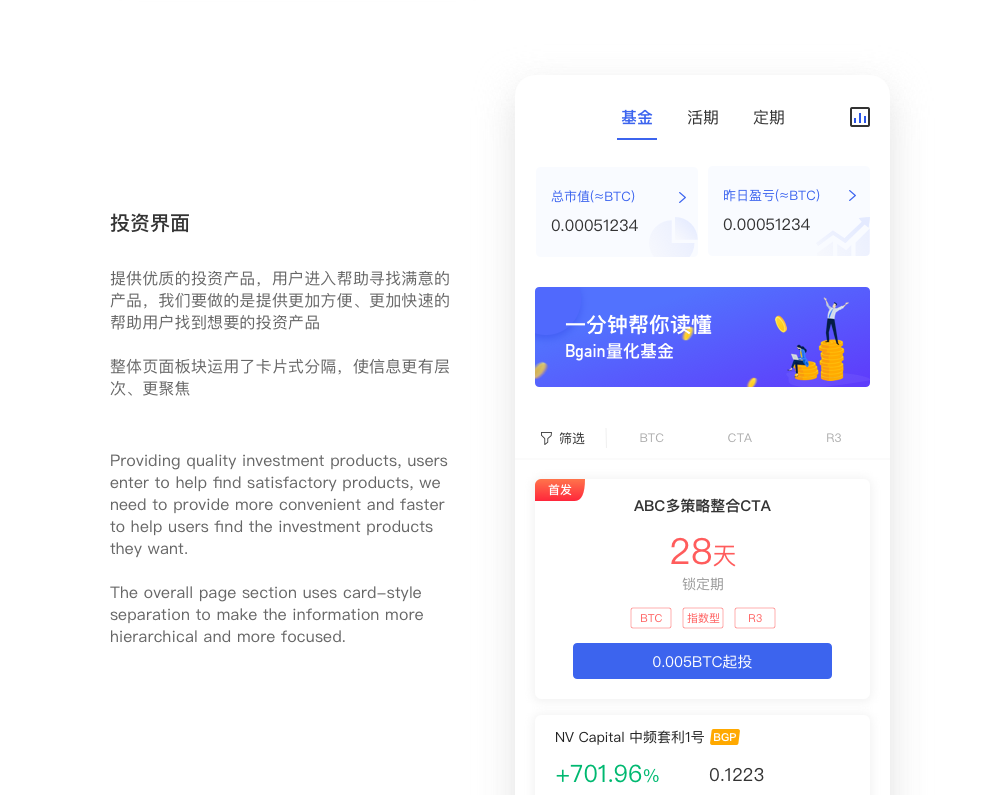 投资界面
提供优质的投资产品，用户进入帮助寻找满意的
产品，我们要做的是提供更加方便、更加快速的
帮助用户找到想要的投资产品
整体页面板块运用了卡片式分隔，使信息更有层
次、更聚焦
Providing quality investment products, users
enter to help find satisfactory products, we
need to provide more convenient and faster
to help users find the investment products
they want.
The overall page section uses card-style
separation to make the information more
hierarchical and more focused.
基金 活期 定期
总市值(≈BTC)
0.00051234
昨日盈亏(≈BTC)
0.00051234
一分钟帮你读懂
Bgain量化基金
筛选 BTC CTA R3
首发
ABC多策略整合CTA
28天
锁定期
BTC 指数型 R3
0.005BTC起投
NV Capital 中频套利1号 BGP
+701.96% 0.1223